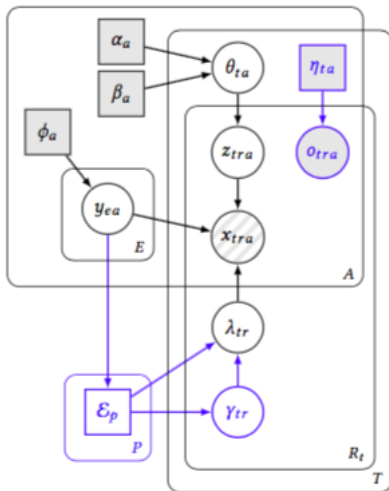 α_a
θ_ta
η_ta
β_a
ϕ_a
z_tra
o_tra
y_ea
x_tra
E
A
λ_tr
ℰ_p
γ_tr
P
R_t
T